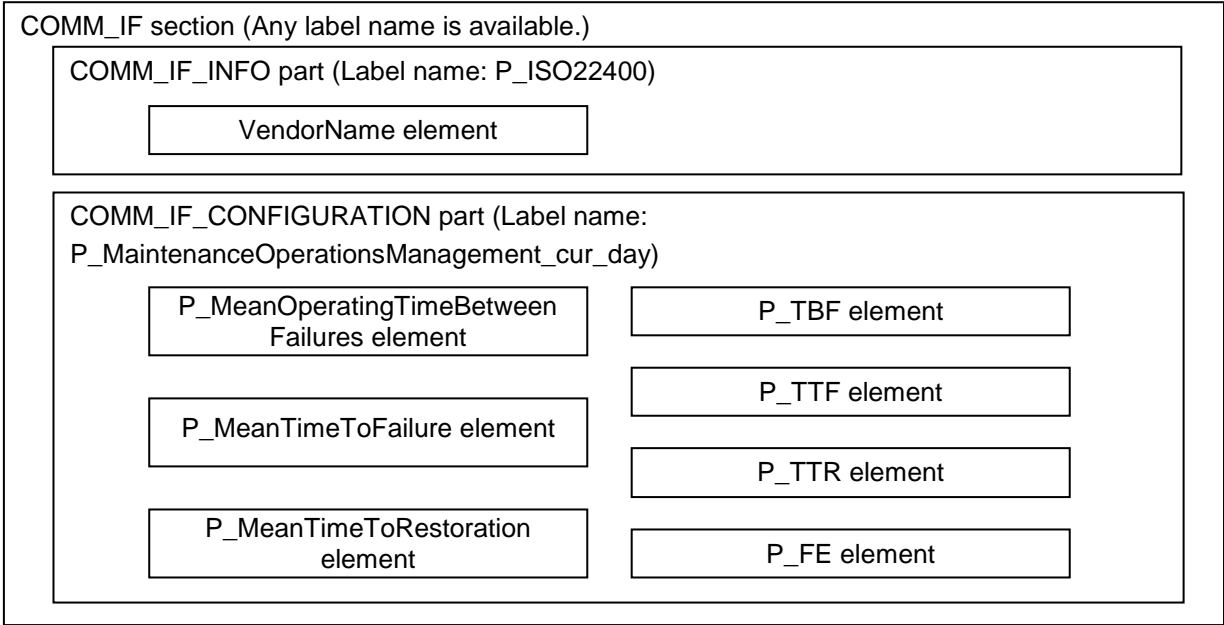 COMM_IF section (Any label name is available.)
COMM_IF_INFO part (Label name: P_ISO22400)
VendorName element
COMM_IF_CONFIGURATION part (Label name:
P_MaintenanceOperationsManagement_cur_day)
P_MeanOperatingTimeBetween
Failures element
P_MeanTimeToFailure element
P_MeanTimeToRestoration
element
P_TBF element
P_TTF element
P_TTR element
P_FE element